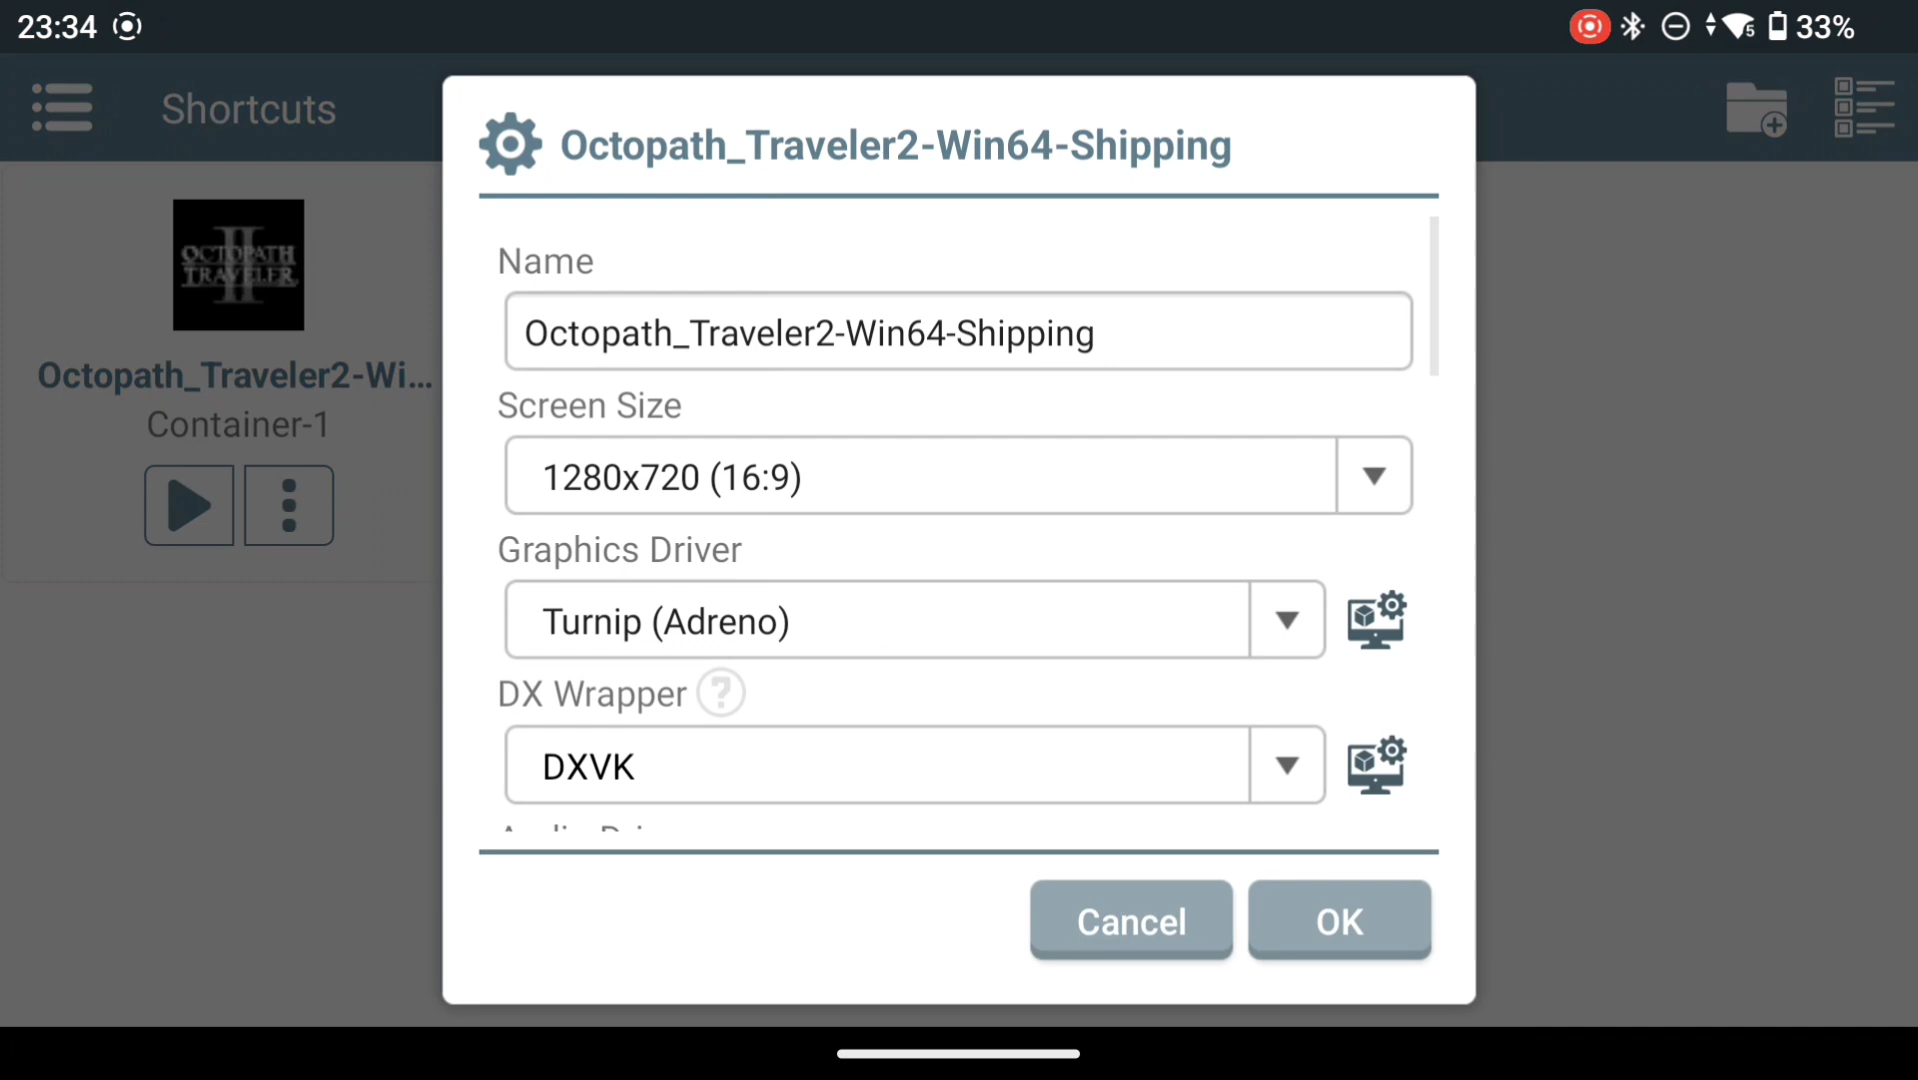 23:34
5
33%
Shortcuts
OCTOPATH
TRAVELER
II
Octopath_Traveler2-Wi...
Container-1
Octopath_Traveler2-Win64-Shipping
Name
Octopath_Traveler2-Win64-Shipping
Screen Size
1280x720 (16:9)
Graphics Driver
Turnip (Adreno)
DX Wrapper ?
DXVK
Cancel
OK